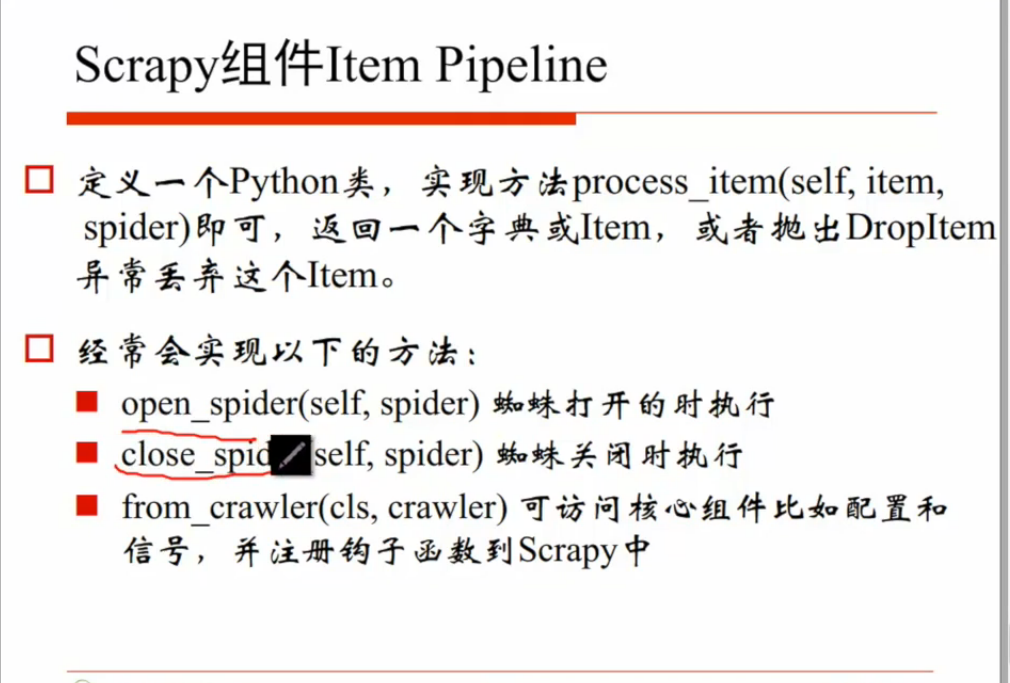 Scrapy组件Item Pipeline
定义一个Python类，实现方法process_item(self, item,
spider)即可，返回一个字典或Item，或者抛出DropItem
异常丢弃这个Item。
经常会实现以下的方法：
open_spider(self, spider) 蜘蛛打开的时执行
close_spid self, spider) 蜘蛛关闭时执行
from_crawler(cls, crawler) 可访问核心组件比如配置和
信号，并注册钩子函数到Scrapy中